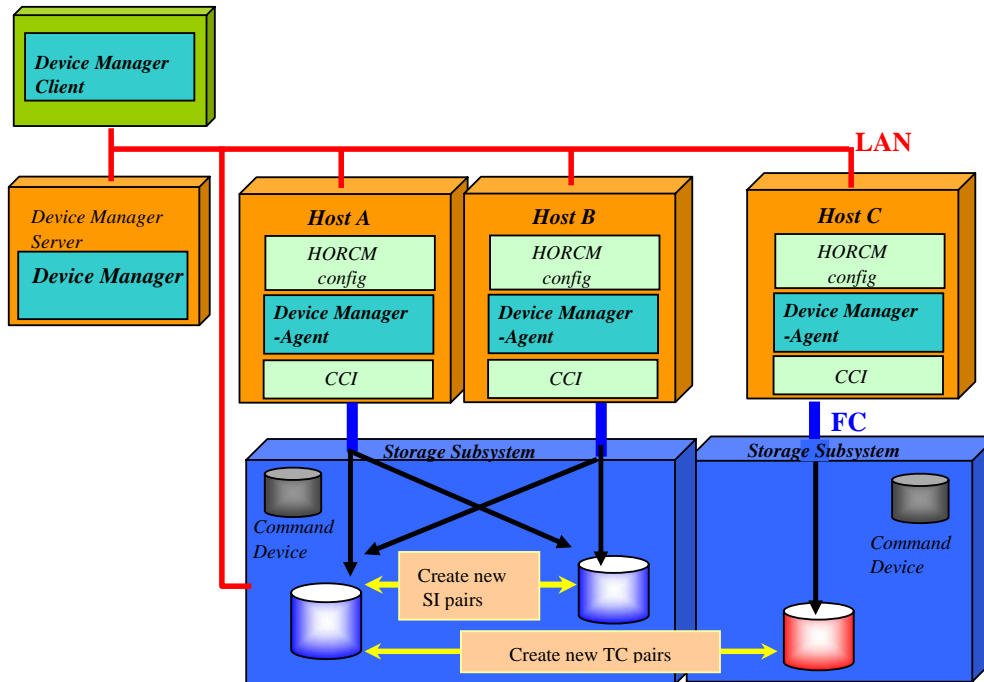 Device Manager
Client
LAN
Device Manager
Server
Device Manager
Host A
HORCM
config
Device Manager
-Agent
CCI
Host B
HORCM
config
Device Manager
-Agent
CCI
Host C
HORCM
config
Device Manager
-Agent
CCI
FC
Storage Subsystem
Storage Subsystem
Command
Device
Command
Device
Create new
SI pairs
Create new TC pairs